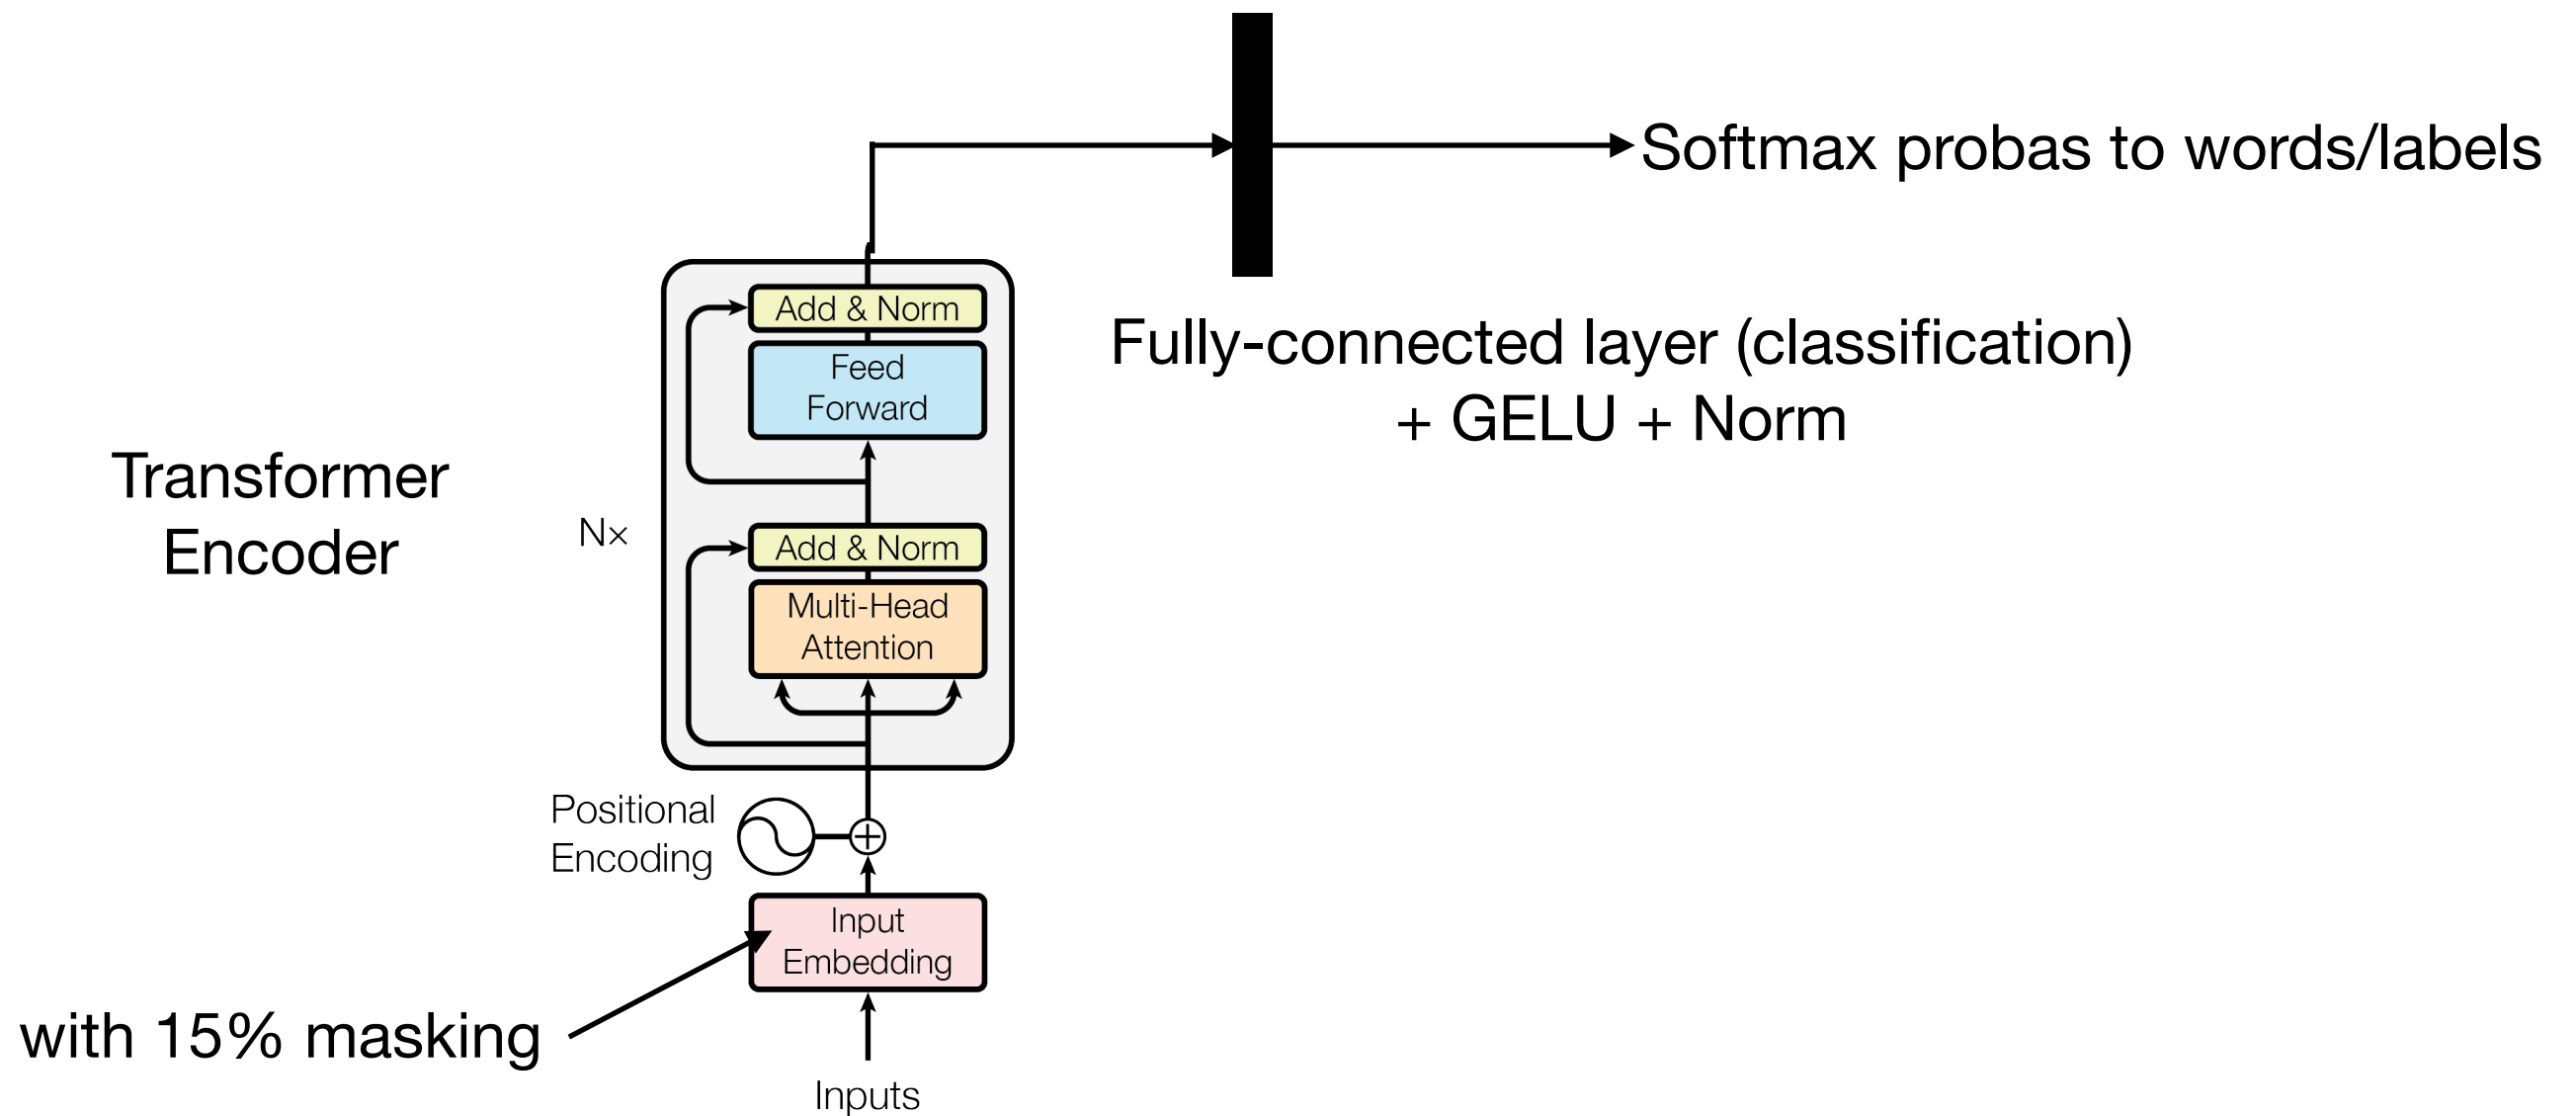 Softmax probas to words/labels
Fully-connected layer (classification)
+ GELU + Norm
Transformer
Encoder
N×
Add & Norm
Feed
Forward
Add & Norm
Multi-Head
Attention
Positional
Encoding
Input
Embedding
with 15% masking
Inputs